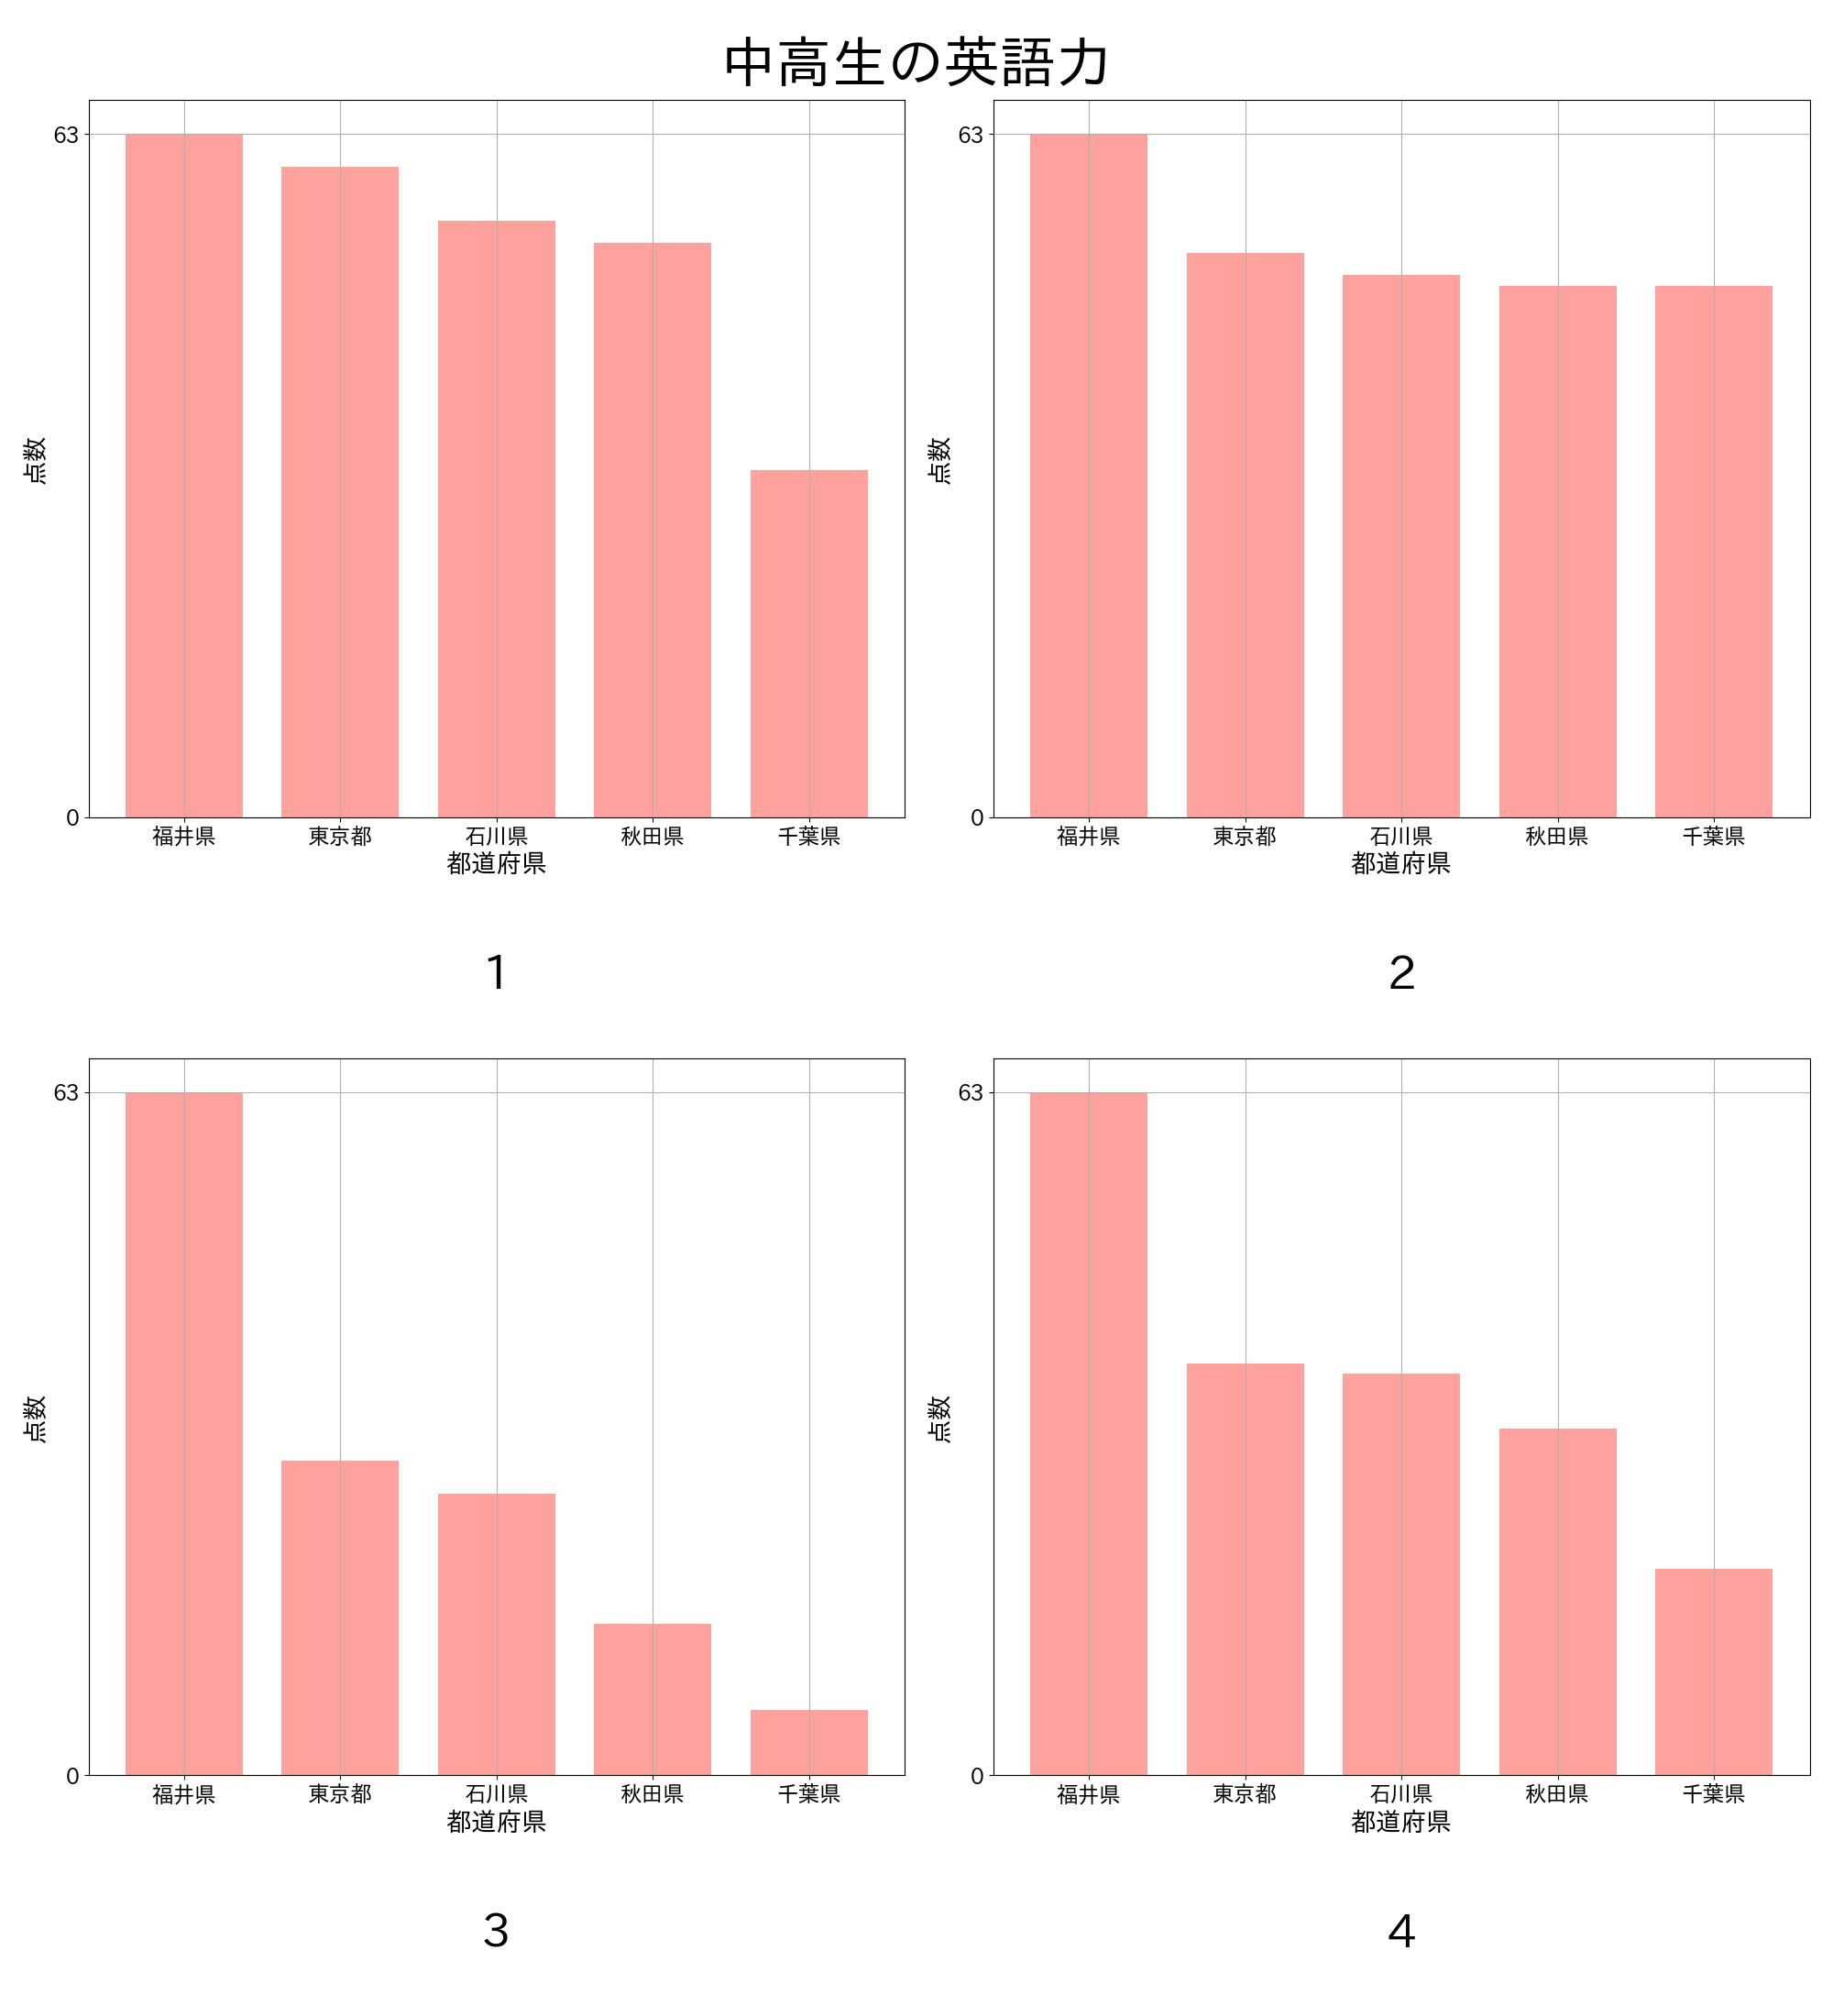 中高生の英語力
63
点数
0
福井県 東京都 石川県 秋田県 千葉県
都道府県
1
63
点数
0
福井県 東京都 石川県 秋田県 千葉県
都道府県
2
63
点数
0
福井県 東京都 石川県 秋田県 千葉県
都道府県
3
63
点数
0
福井県 東京都 石川県 秋田県 千葉県
都道府県
4